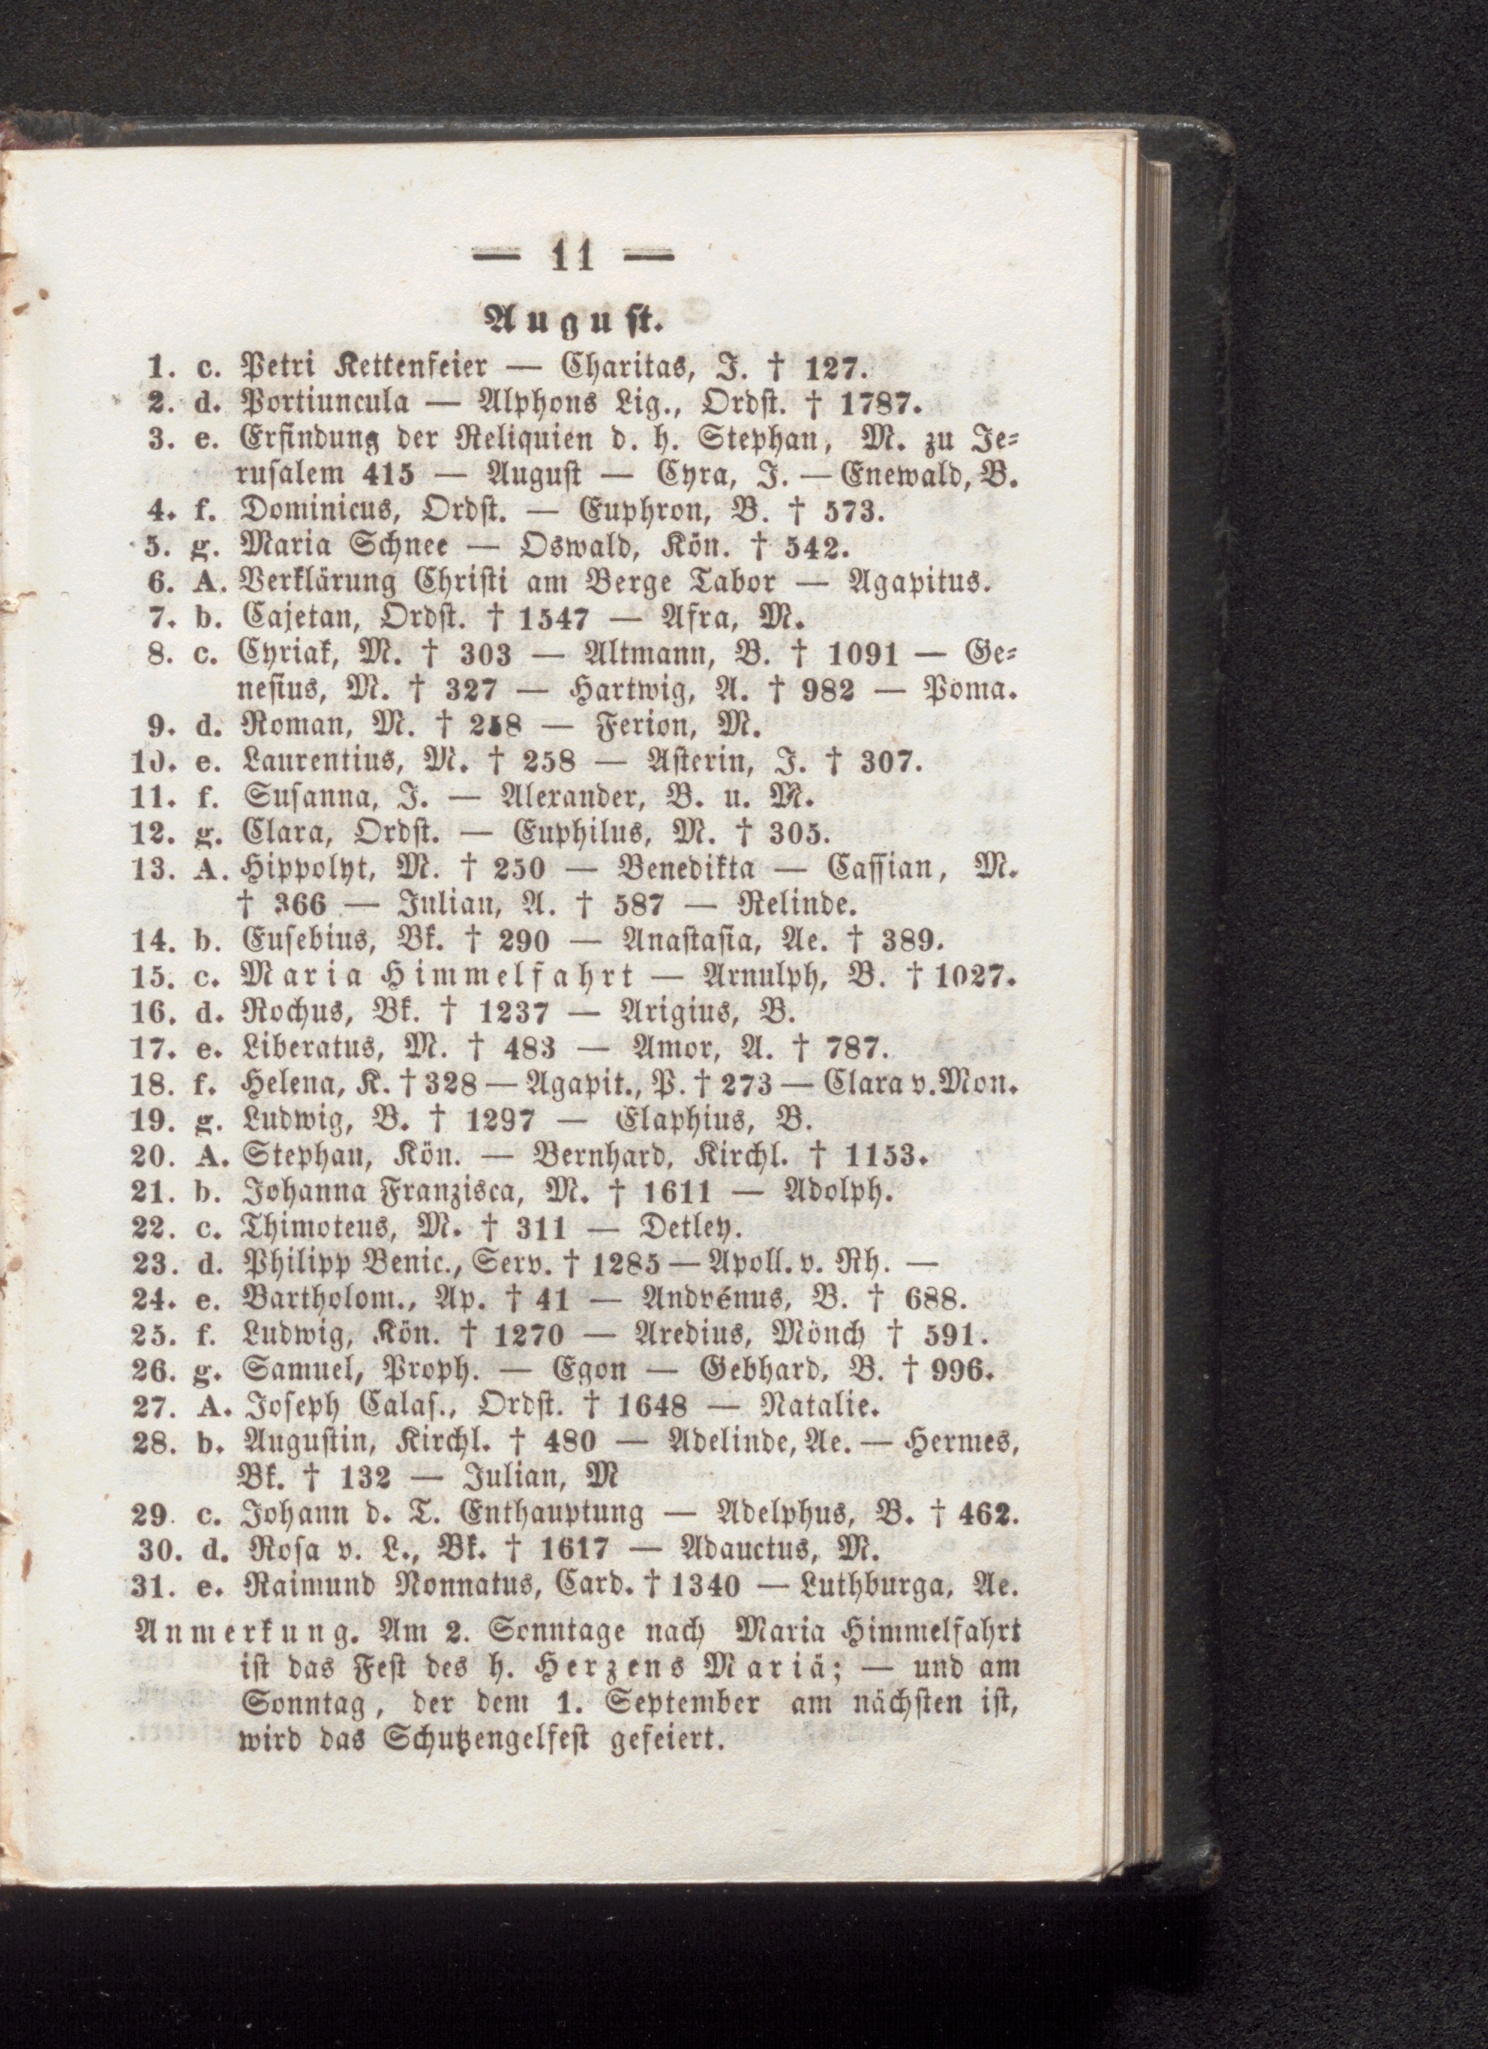 — 11 —
August.
1. c. Petri Kettenfeier — Charitas, J. † 127.
2. d. Portiuncula — Alphons Lig., Ordst. † 1787.
3. e. Erfindung der Reliquien d. h. Stephan, M. zu Je-
rusalem 415 — August — Cyra, J. — Enewald, B.
4. f. Dominicus, Ordst. — Euphron, B. † 573.
5. g. Maria Schnee — Oswald, Kön. † 542.
6. A. Verklärung Christi am Berge Tabor — Agapitus.
7. b. Cajetan, Ordst. † 1547 — Afra, M.
8. c. Cyriak, M. † 303 — Altmann, B. † 1091 — Ge-
nesius, M. † 327 — Hartwig, A. † 982 — Poma.
9. d. Roman, M. † 258 — Ferion, M.
10. e. Laurentius, M. † 258 — Asterin, J. † 307.
11. f. Susanna, J. — Alexander, B. u. M.
12. g. Clara, Ordst. — Euphilus, M. † 305.
13. A. Hippolyt, M. † 250 — Benedikta — Cassian, M.
† 366 — Julian, A. † 587 — Relinde.
14. b. Eusebius, Bk. † 290 — Anastasia, Ae. † 389.
15. c. Maria Himmelfahrt — Arnulph, B. † 1027.
16. d. Rochus, Bk. † 1237 — Arigius, B.
17. e. Liberatus, M. † 483 — Amor, A. † 787.
18. f. Helena, K. † 328 — Agapit., P. † 273 — Clara v. Mon.
19. g. Ludwig, B. † 1297 — Elaphius, B.
20. A. Stephan, Kön. — Bernhard, Kirchl. † 1153.
21. b. Johanna Franzisca, M. † 1611 — Adolph.
22. c. Thimoteus, M. † 311 — Detley.
23. d. Philipp Benic., Serv. † 1285 — Apoll. v. Rh. —
24. e. Bartholom., Ap. † 41 — Andvénus, B. † 688.
25. f. Ludwig, Kön. † 1270 — Aredius, Mönch † 591.
26. g. Samuel, Proph. — Egon — Gebhard, B. † 996.
27. A. Joseph Calas., Ordst. † 1648 — Natalie.
28. b. Augustin, Kirchl. † 480 — Adelinde, Ae. — Hermes,
Bk. † 132 — Julian, M
29. c. Johann d. T. Enthauptung — Adelphus, B. † 462.
30. d. Rosa v. L., Bk. † 1617 — Adauctus, M.
31. e. Raimund Nonnatus, Card. † 1340 — Luthburga, Ae.
Anmerkung. Am 2. Sonntage nach Maria Himmelfahrt
ist das Fest des h. Herzens Mariä; — und am
Sonntag, der dem 1. September am nächsten ist,
wird das Schutzengelfest gefeiert.